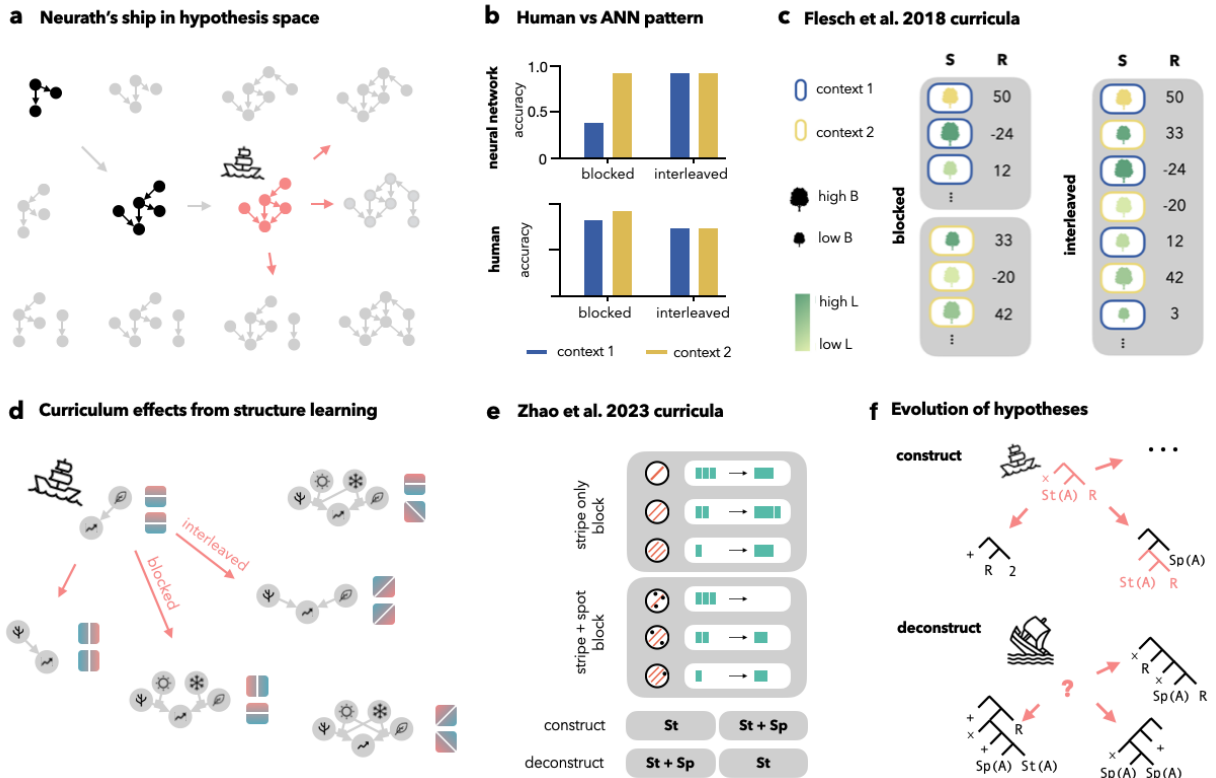 a Neurath's ship in hypothesis space
b Human vs ANN pattern
neural network
accuracy
1.0
0.5
0
blocked interleaved
human
accuracy
blocked interleaved
context 1 context 2
c Flesch et al. 2018 curricula
context 1
context 2
high B
low B
high L
low L
blocked
S R
50
-24
12
...
33
-20
42
...
interleaved
S R
50
33
-24
-20
12
42
3
...
d Curriculum effects from structure learning
interleaved
blocked
e Zhao et al. 2023 curricula
stripe only
block
stripe + spot
block
construct St St + Sp
deconstruct St + Sp St
f Evolution of hypotheses
construct
...
×
St(A) R
+
R 2
Sp(A)
St(A) R
deconstruct
?
×
R
×
Sp(A) R
+
×
R
+
Sp(A) St(A)
×
+
Sp(A) Sp(A)